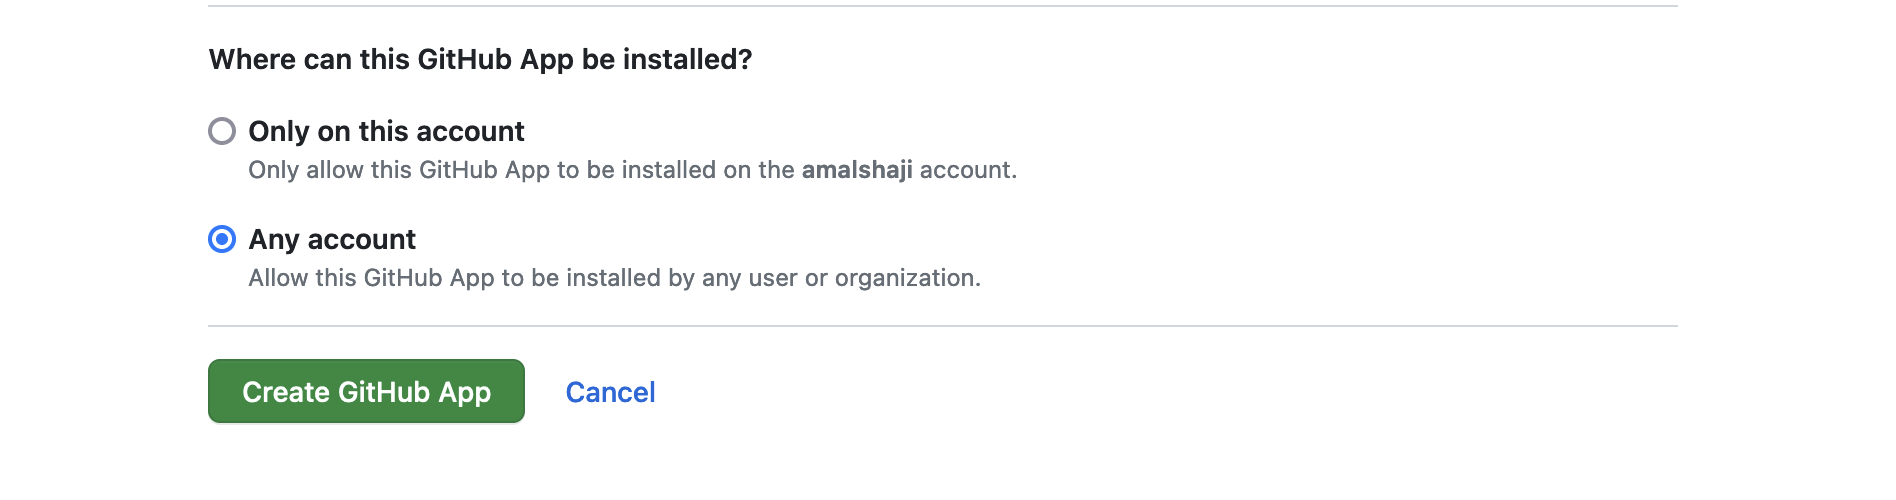 Where can this GitHub App be installed?
Only on this account
Only allow this GitHub App to be installed on the amalshaji account.
Any account
Allow this GitHub App to be installed by any user or organization.
Create GitHub App Cancel